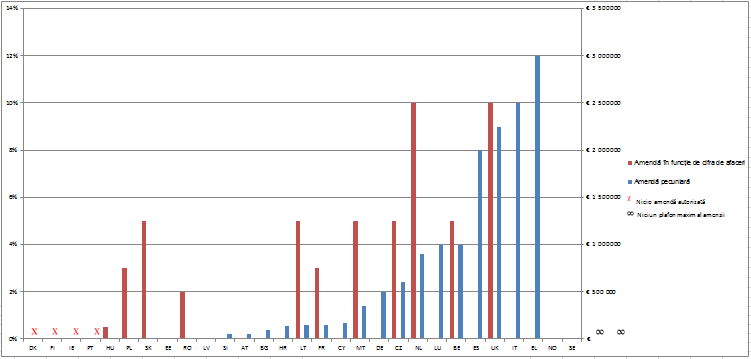 14%
12%
10%
8%
6%
4%
2%
0%
€ 3 500000
€ 3 000000
€ 2 500000
€ 2 000000
€ 1 500000
€ 1 000000
€ 500 000
€
X X X X
∞ ∞
DK FI IE PT HU PL SK EE RO LV SI AT BG HR LT FR CY MT DE CZ NL LU BE ES UK IT EL NO SE
Amendă în funcție de cifra de afaceri
Amendă pecuniară
X Nicio amendă autorizată
∞ Niciun plafon maxim al amenzii